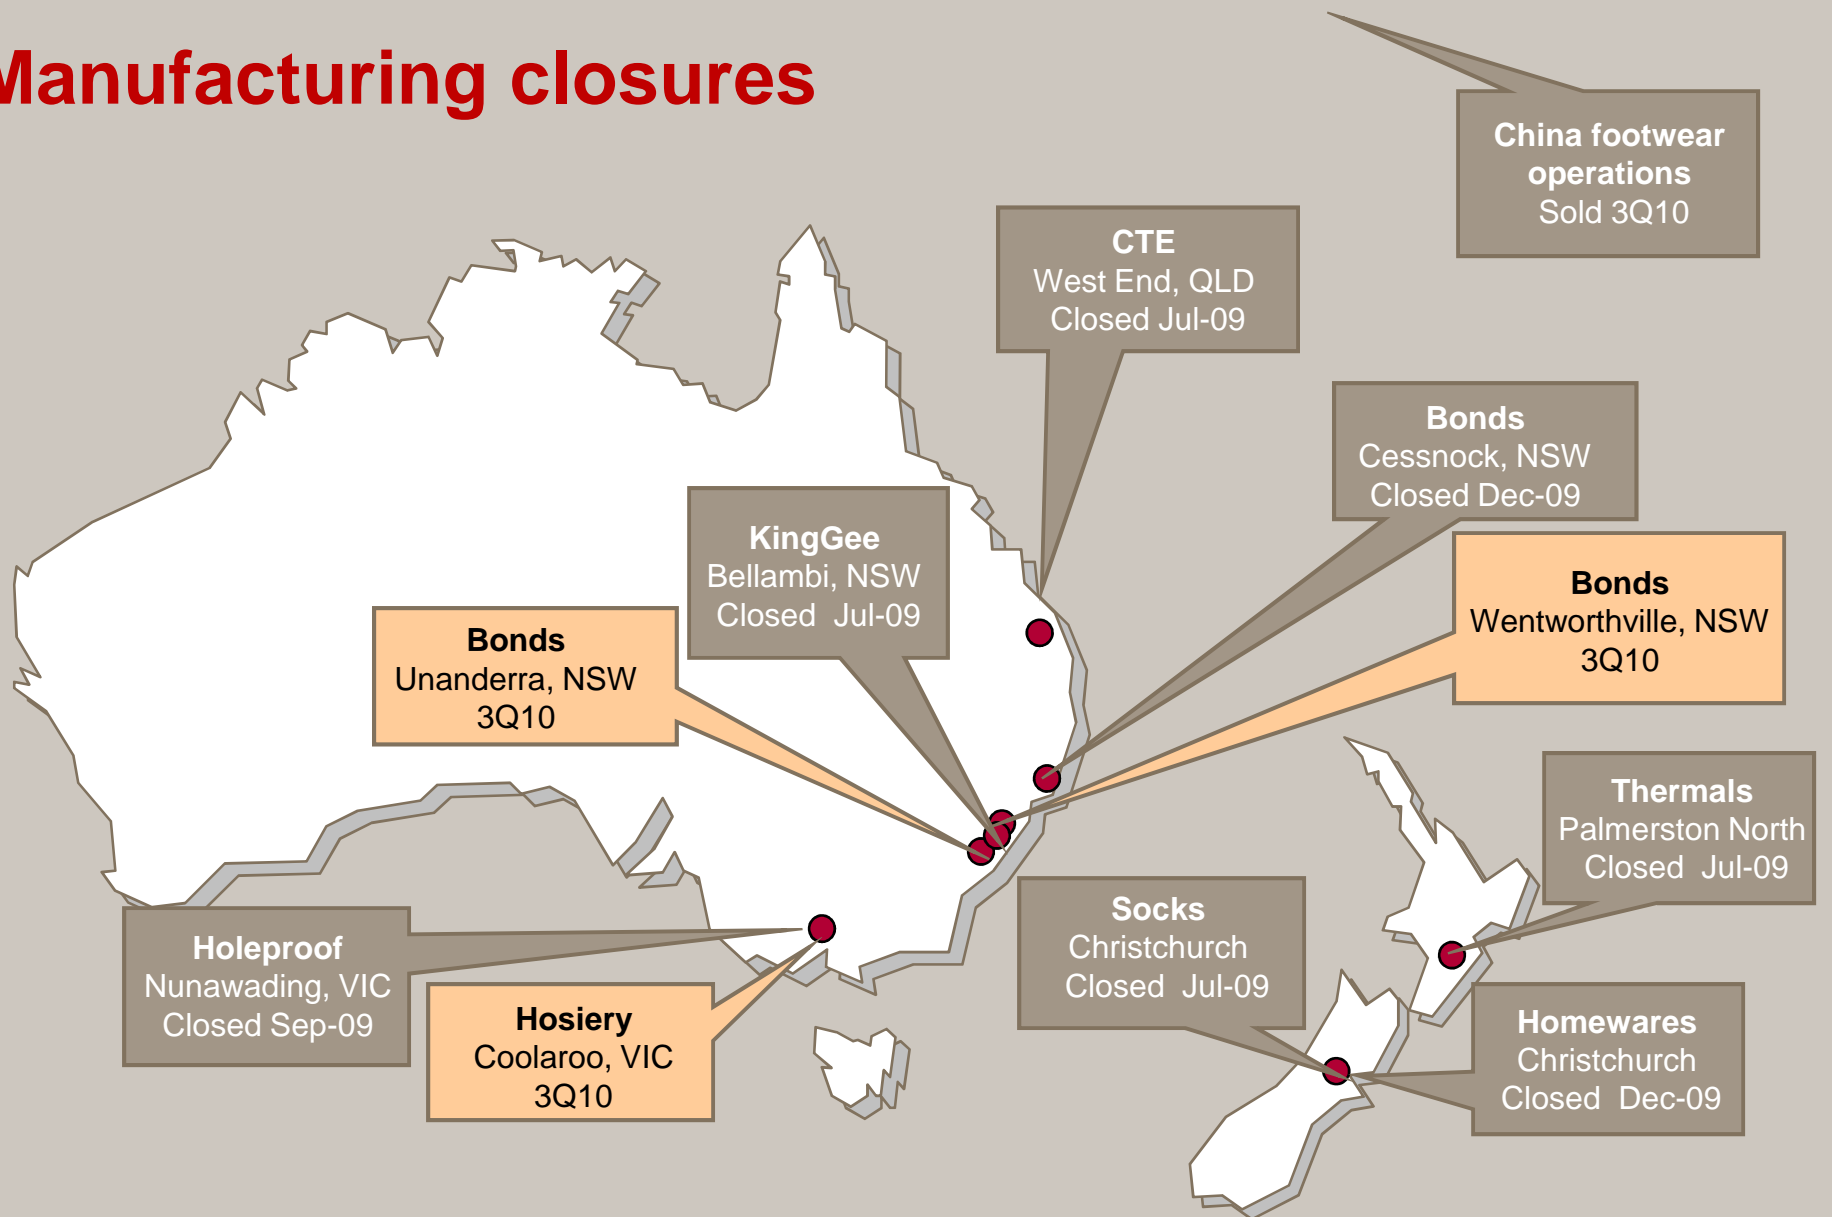 Manufacturing closures
China footwear
operations
Sold 3Q10
CTE
West End, QLD
Closed Jul-09
Bonds
Cessnock, NSW
Closed Dec-09
KingGee
Bellambi, NSW
Closed Jul-09
Bonds
Wentworthville, NSW
3Q10
Bonds
Unanderra, NSW
3Q10
Thermals
Palmerston North
Closed Jul-09
Socks
Christchurch
Closed Jul-09
Holeproof
Nunawading, VIC
Closed Sep-09
Hosiery
Coolaroo, VIC
3Q10
Homewares
Christchurch
Closed Dec-09